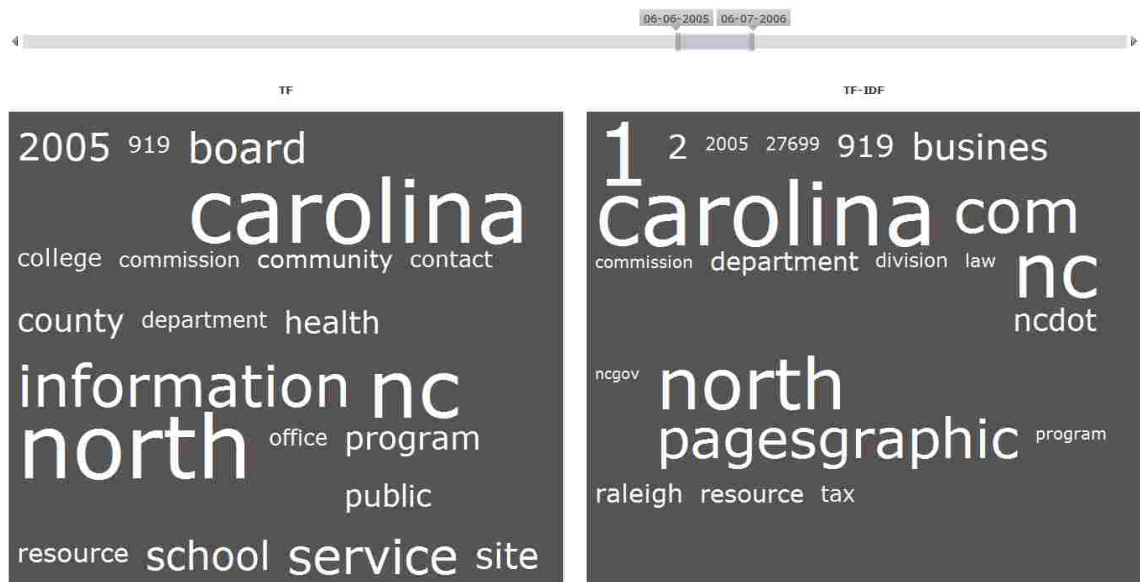 06-06-2005 06-07-2006
TF
2005 919 board
carolina
college commission community contact
county department health
information nc
north office program
public
resource school service site
TF-IDF
1 2 2005 27699 919 busines
carolina com
commission department division law nc
ncdot
ncgov north
pagesgraphic program
raleigh resource tax